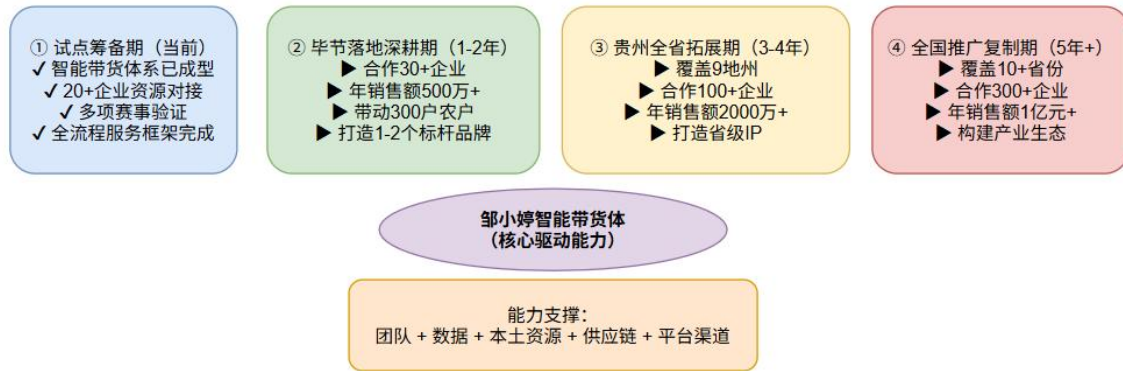 ① 试点筹备期（当前）
✓ 智能带货体系已成型
✓ 20+企业资源对接
✓ 多项赛事验证
✓ 全流程服务框架完成
② 毕节落地深耕期（1-2年）
▶ 合作30+企业
▶ 年销售额500万+
▶ 带动300户农户
▶ 打造1-2个标杆品牌
③ 贵州全省拓展期（3-4年）
▶ 覆盖9地州
▶ 合作100+企业
▶ 年销售额2000万+
▶ 打造省级IP
④ 全国推广复制期（5年+）
▶ 覆盖10+省份
▶ 合作300+企业
▶ 年销售额1亿元+
▶ 构建产业生态
邹小婷智能带货体
（核心驱动能力）
能力支撑：
团队 + 数据 + 本土资源 + 供应链 + 平台渠道